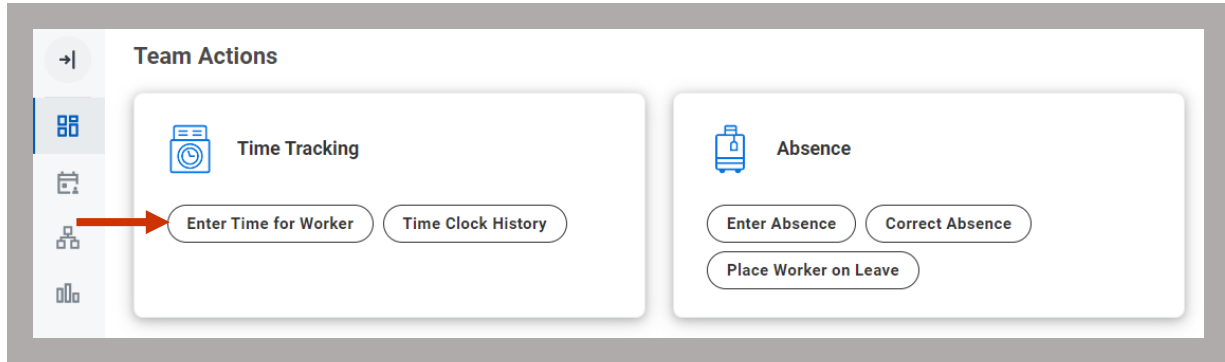 Team Actions
Time Tracking
Enter Time for Worker
Time Clock History
Absence
Enter Absence
Correct Absence
Place Worker on Leave